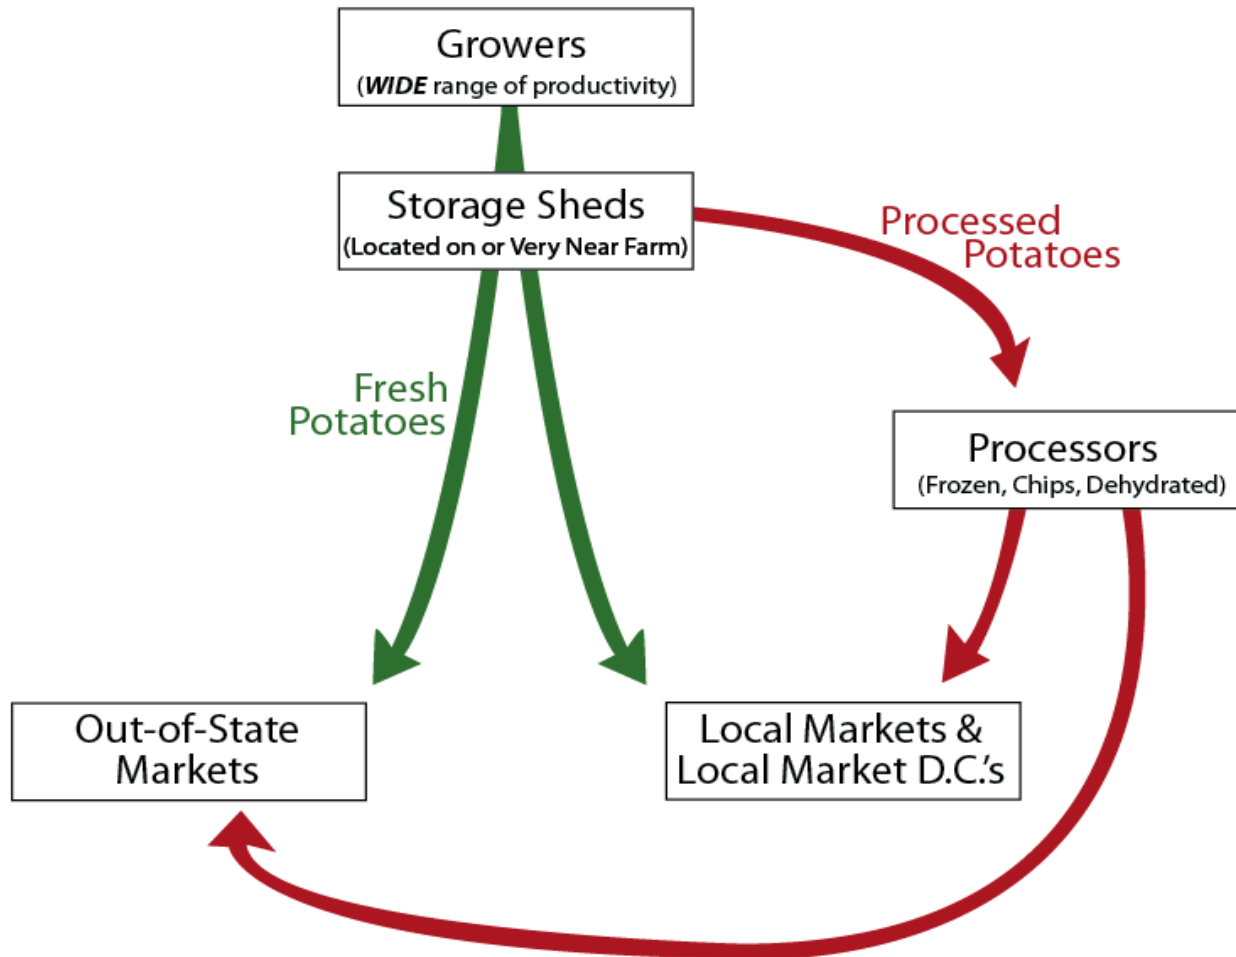 Growers
(WIDE range of productivity)
Storage Sheds
(Located on or Very Near Farm)
Processed
Potatoes
Fresh
Potatoes
Processors
(Frozen, Chips, Dehydrated)
Out-of-State
Markets
Local Markets &
Local Market D.C.'s